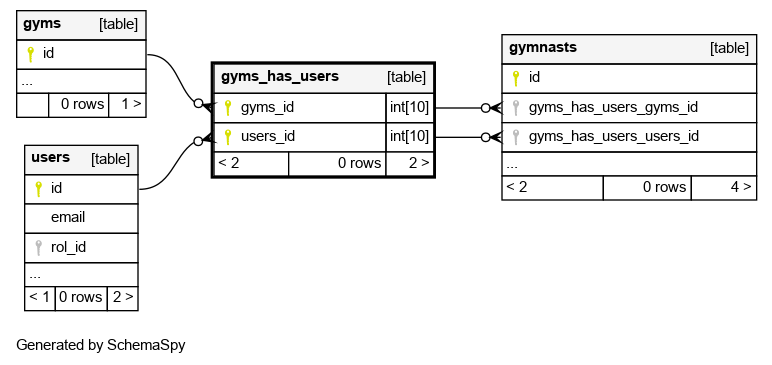 gyms [table]
id
...
0 rows 1 >
users [table]
id
email
rol_id
...
< 1 0 rows 2 >
gyms_has_users [table]
gyms_id int[10]
users_id int[10]
< 2 0 rows 2 >
gymnasts [table]
id
gyms_has_users_gyms_id
gyms_has_users_users_id
...
< 2 0 rows 4 >
Generated by SchemaSpy